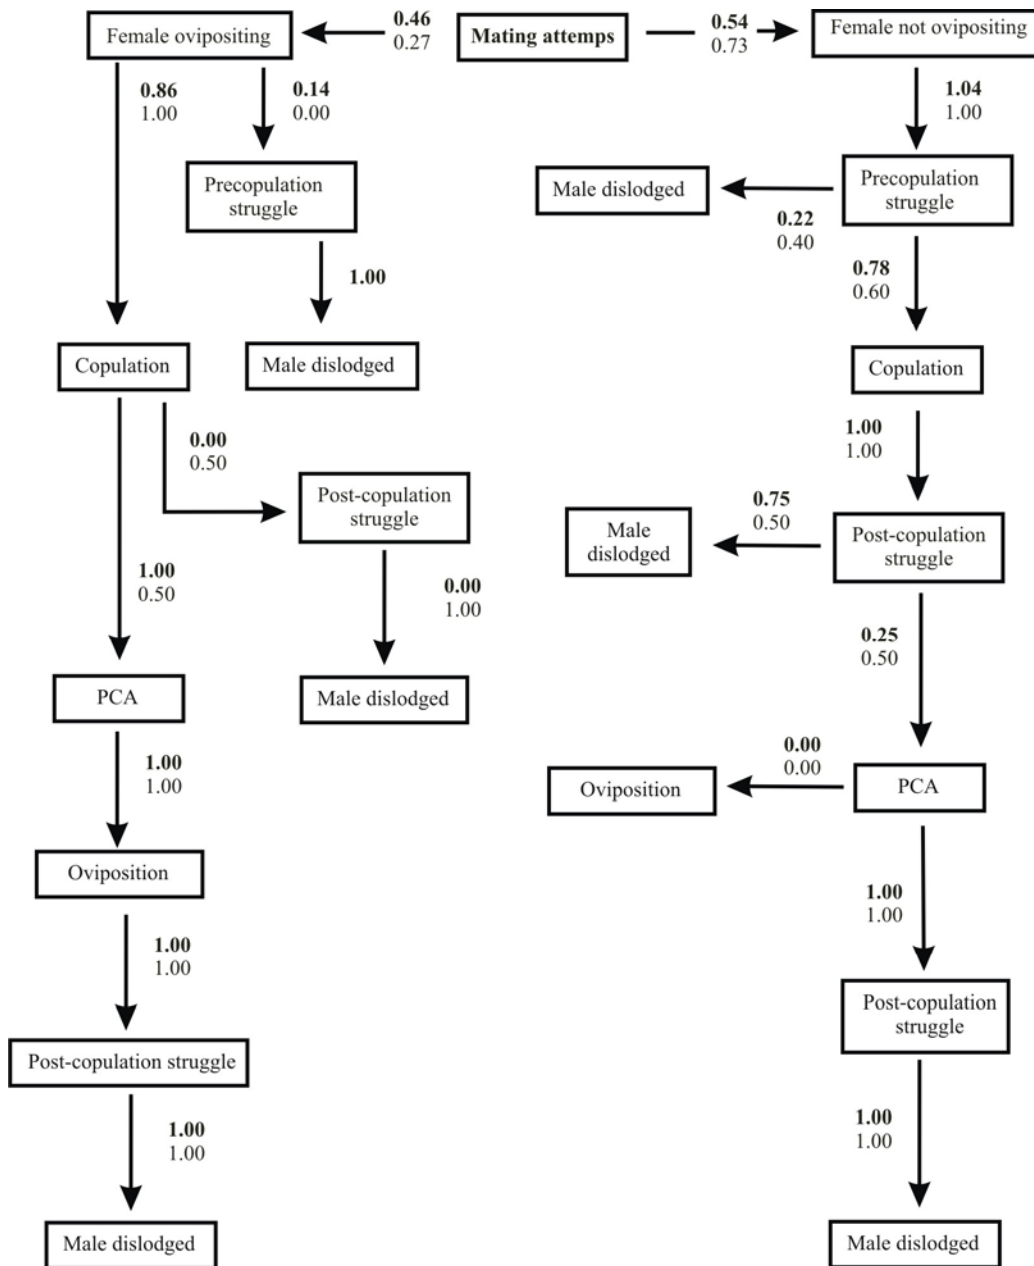 Female ovipositing
0.46
0.27
Mating attemps
0.54
0.73
Female not ovipositing
0.86
1.00
0.14
0.00
1.04
1.00
Precopulation
struggle
Male dislodged
Precopulation
struggle
0.22
0.40
1.00
0.78
0.60
Copulation
Male dislodged
Copulation
0.00
0.50
1.00
1.00
Post-copulation
struggle
0.75
0.50
Male
dislodged
Post-copulation
struggle
1.00
0.50
0.00
1.00
0.25
0.50
PCA
Male dislodged
1.00
1.00
0.00
0.00
Oviposition
PCA
Oviposition
1.00
1.00
1.00
1.00
Post-copulation
struggle
Post-copulation struggle
1.00
1.00
1.00
1.00
Male dislodged
Male dislodged